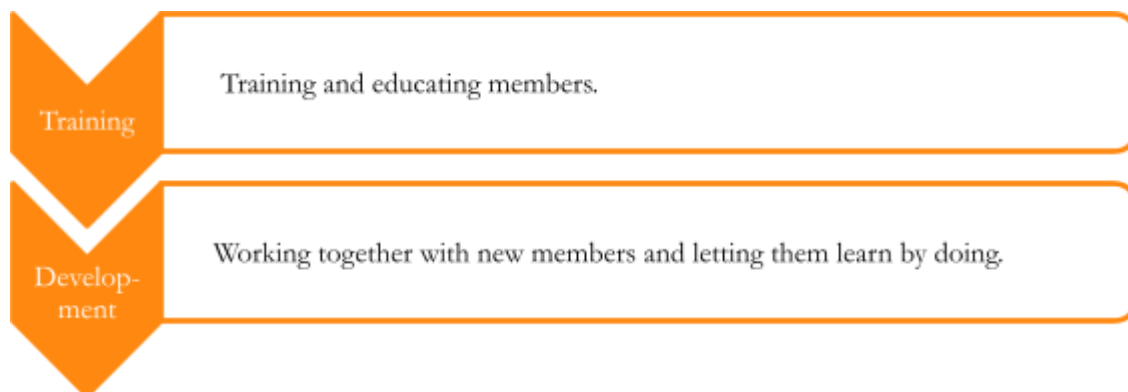 Training
Training and educating members.
Develop-
ment
Working together with new members and letting them learn by doing.